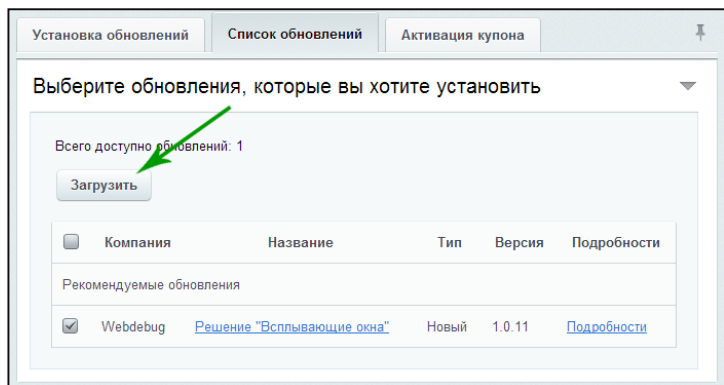 Установка обновлений Список обновлений Активация купона
Выберите обновления, которые вы хотите установить
Всего доступно обновлений: 1
Загрузить
Компания Название Тип Версия Подробности
Рекомендуемые обновления
Webdebug Решение "Всплывающие окна" Новый 1.0.11 Подробности